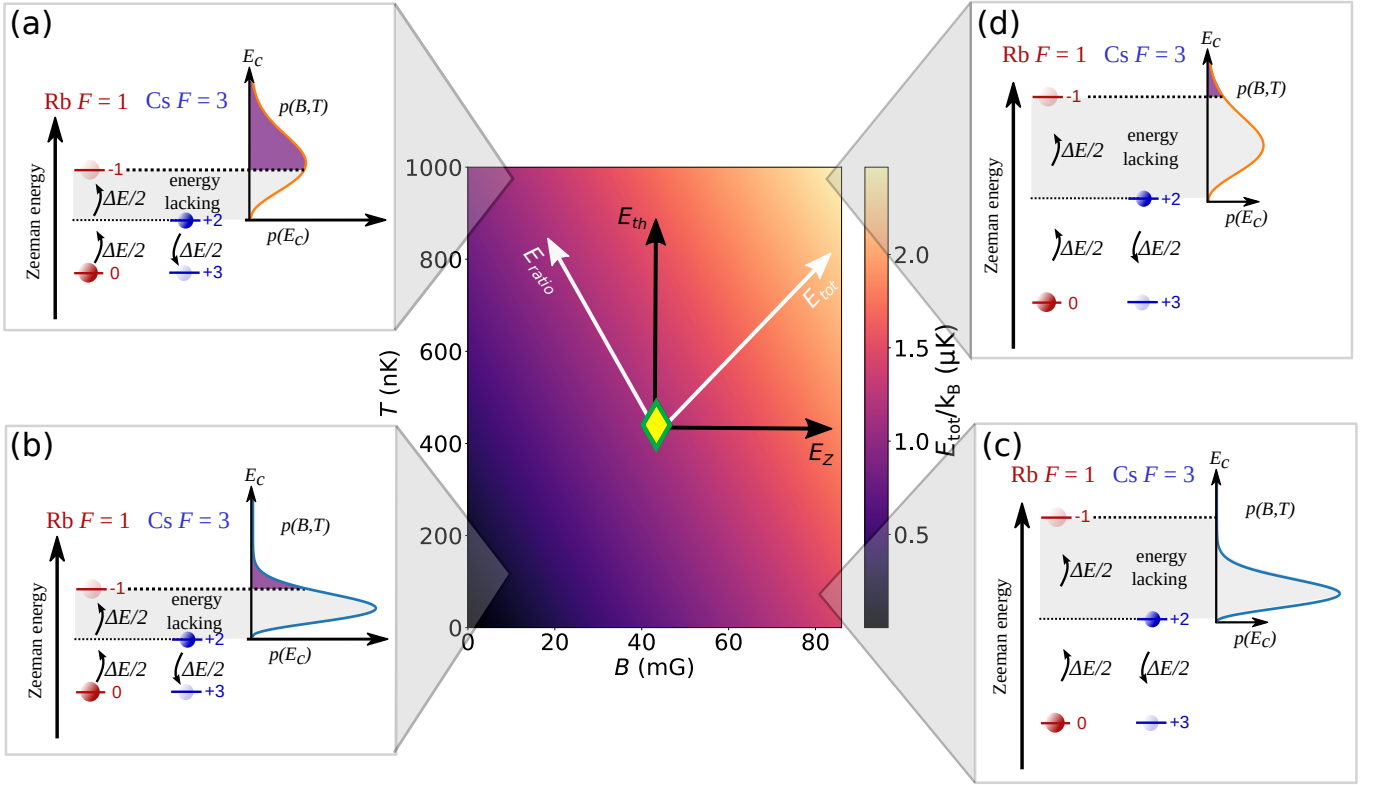 (a)
E_c
Rb F = 1 Cs F = 3
p(B,T)
Zeeman energy
-1
energy
lacking
ΔE/2
+2
p(E_c)
ΔE/2
ΔE/2
0
+3
(b)
E_c
Rb F = 1 Cs F = 3
p(B,T)
Zeeman energy
-1
energy
lacking
ΔE/2
+2
p(E_c)
ΔE/2
ΔE/2
0
+3
1000
800
600
400
200
0
T (nK)
0 20 40 60 80
B (mG)
E_th
E_ratio
E_tot
E_Z
2.0
1.5
1.0
0.5
E_tot/k_B (μK)
(d)
E_c
Rb F = 1 Cs F = 3
p(B,T)
Zeeman energy
-1
energy
lacking
ΔE/2
+2
p(E_c)
ΔE/2
ΔE/2
0
+3
(c)
E_c
Rb F = 1 Cs F = 3
p(B,T)
Zeeman energy
-1
energy
lacking
ΔE/2
+2
p(E_c)
ΔE/2
ΔE/2
0
+3